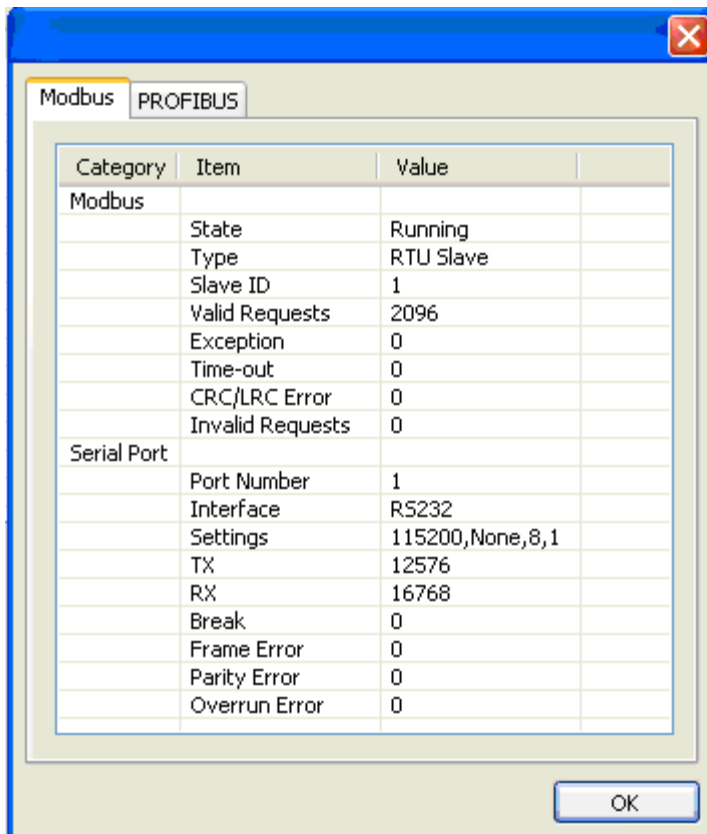 Modbus PROFIBUS
Category Item Value
Modbus
State Running
Type RTU Slave
Slave ID 1
Valid Requests 2096
Exception 0
Time-out 0
CRC/LRC Error 0
Invalid Requests 0
Serial Port
Port Number 1
Interface RS232
Settings 115200,None,8,1
TX 12576
RX 16768
Break 0
Frame Error 0
Parity Error 0
Overrun Error 0
OK